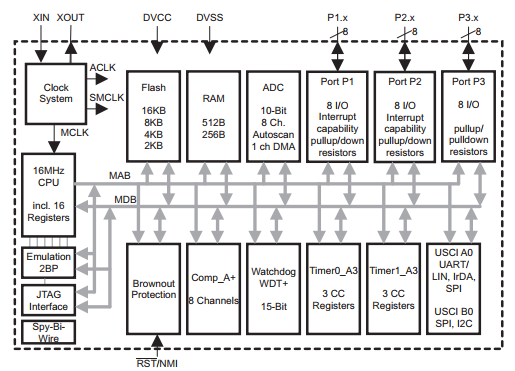 XIN XOUT DVCC DVSS P1.x P2.x P3.x
8 8 8
Clock
System
ACLK
SMCLK
MCLK
Flash
16KB
8KB
4KB
2KB
RAM
512B
256B
ADC
10-Bit
8 Ch.
Autoscan
1 ch DMA
Port P1
8 I/O
Interrupt
capability
pullup/down
resistors
Port P2
8 I/O
Interrupt
capability
pullup/down
resistors
Port P3
8 I/O
pullup/
pulldown
resistors
16MHz
CPU
incl. 16
Registers
MAB
MDB
Emulation
2BP
JTAG
Interface
Spy-Bi-
Wire
Brownout
Protection
Comp_A+
8 Channels
Watchdog
WDT+
15-Bit
Timer0_A3
3 CC
Registers
Timer1_A3
3 CC
Registers
USCI A0
UART/
LIN, IrDA,
SPI
USCI B0
SPI, I2C
RST/NMI